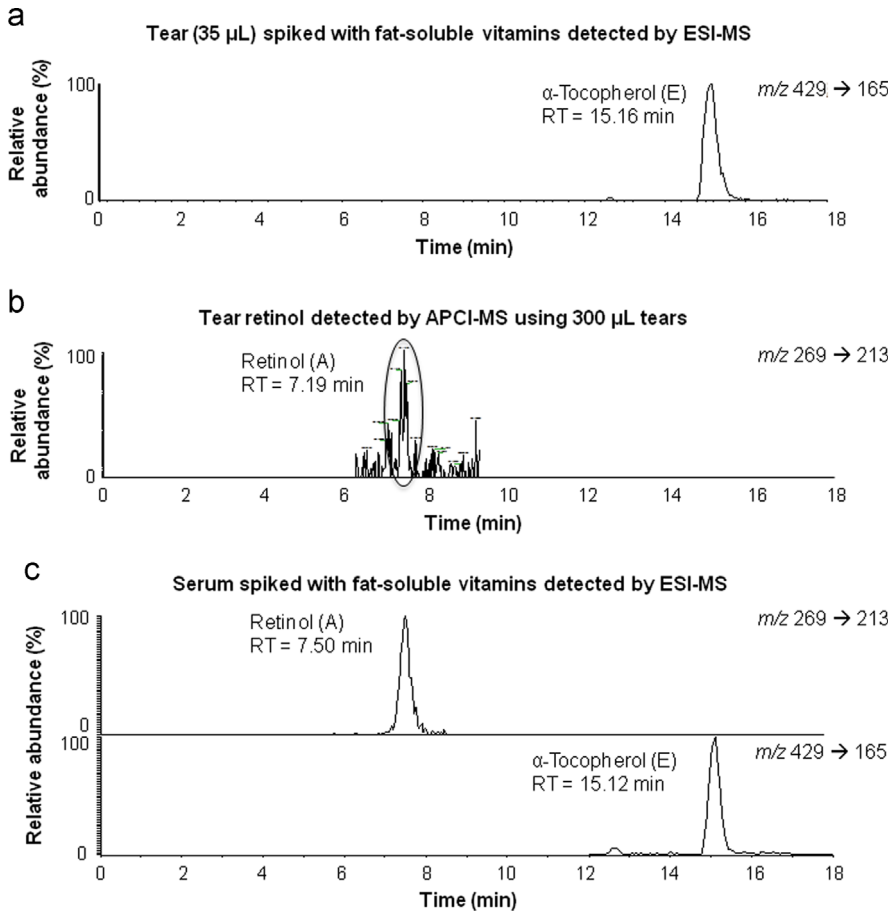 a
Tear (35 µL) spiked with fat-soluble vitamins detected by ESI-MS
Relative
abundance (%)
100
0
α-Tocopherol (E)
RT = 15.16 min
m/z 429 → 165
0 2 4 6 8 10 12 14 16 18
Time (min)
b
Tear retinol detected by APCI-MS using 300 µL tears
Relative
abundance (%)
100
0
Retinol (A)
RT = 7.19 min
m/z 269 → 213
0 2 4 6 8 10 12 14 16 18
Time (min)
c
Serum spiked with fat-soluble vitamins detected by ESI-MS
Relative abundance (%)
100
0
Retinol (A)
RT = 7.50 min
m/z 269 → 213
100
0
α-Tocopherol (E)
RT = 15.12 min
m/z 429 → 165
0 2 4 6 8 10 12 14 16 18
Time (min)